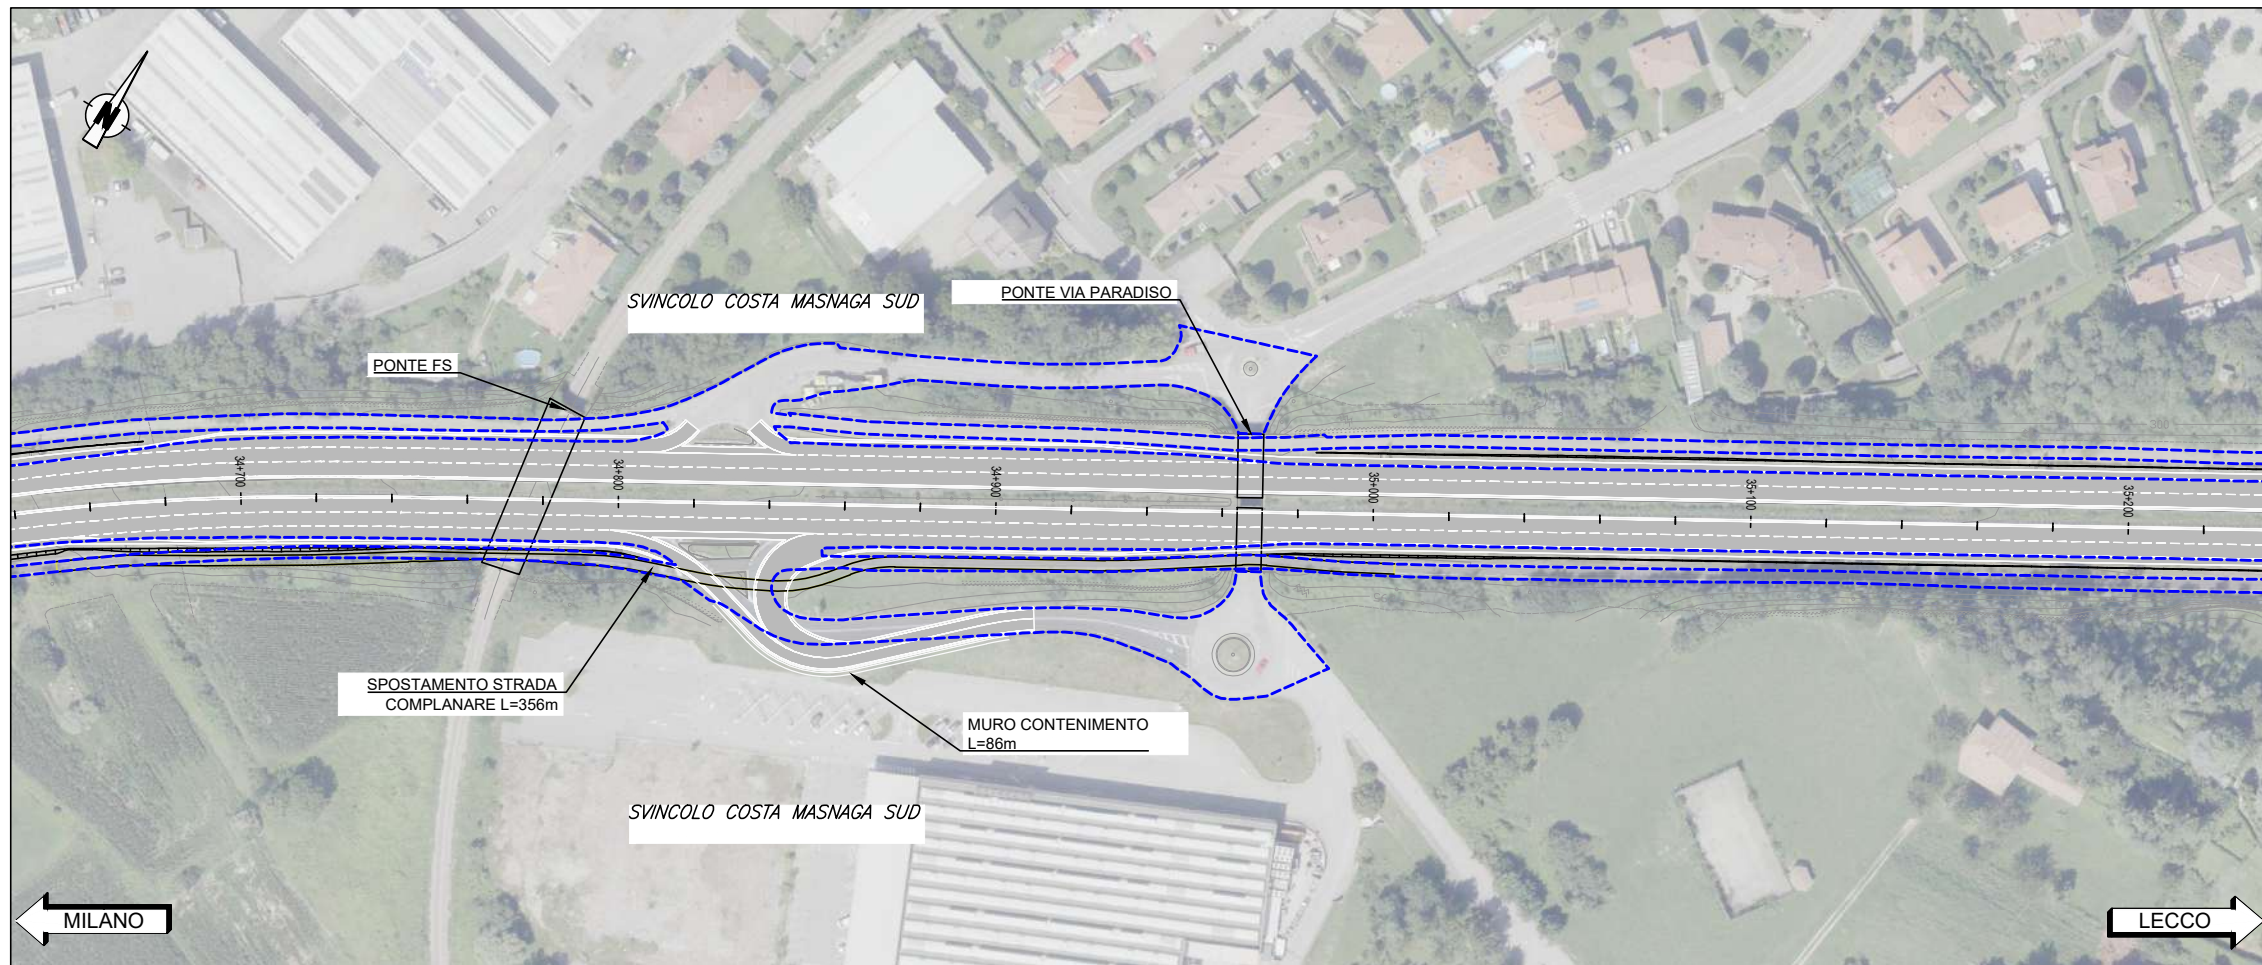 N
SVINCOLO COSTA MASNAGA SUD
PONTE VIA PARADISO
PONTE FS
34+700
34+800
34+900
35+000
35+100
35+200
SPOSTAMENTO STRADA
COMPLANARE L=356m
MURO CONTENIMENTO
L=86m
SVINCOLO COSTA MASNAGA SUD
MILANO
LECCO